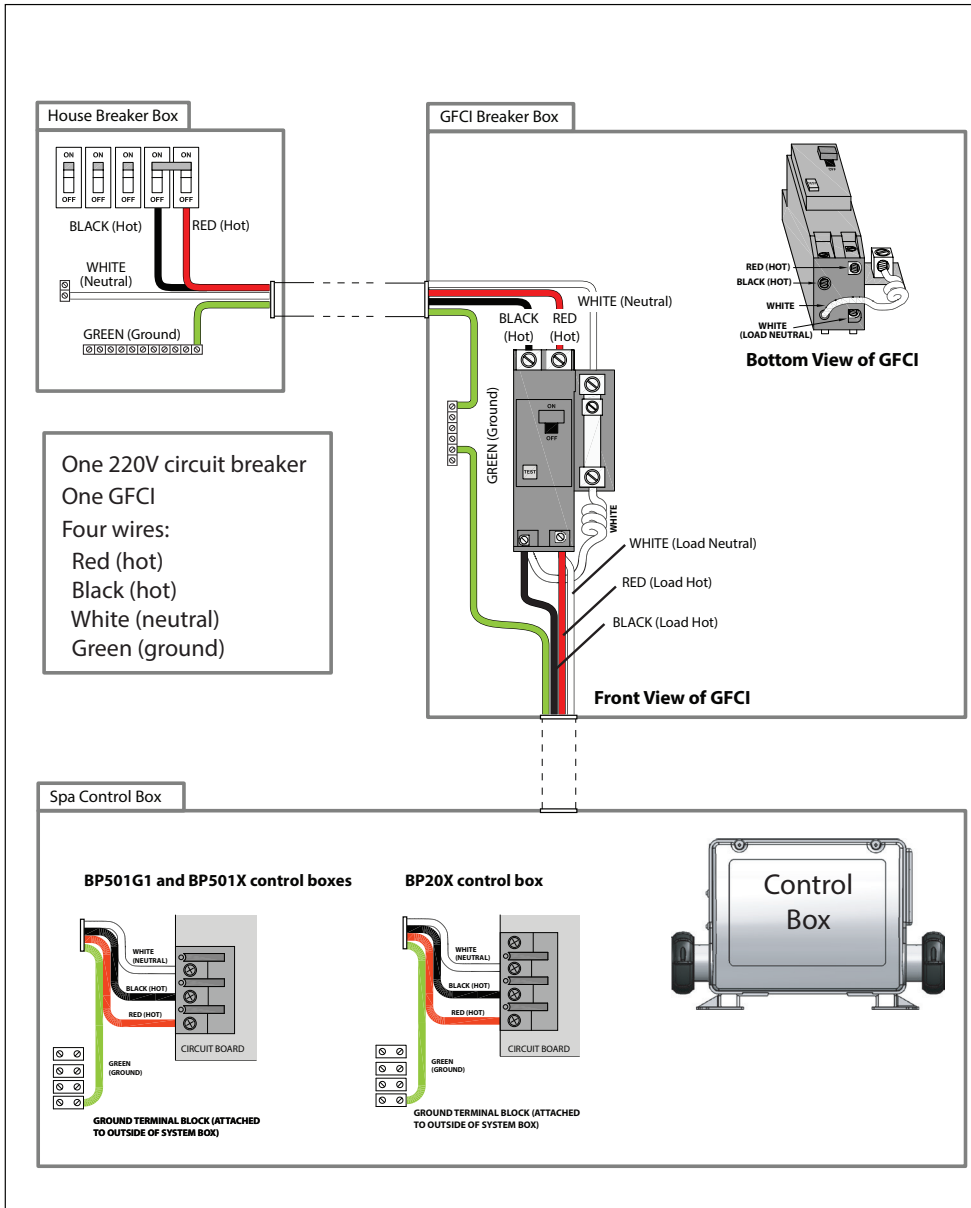 House Breaker Box
ON ON ON ON ON
OFF OFF OFF OFF OFF
BLACK (Hot)
RED (Hot)
WHITE
(Neutral)
GREEN (Ground)
One 220V circuit breaker
One GFCI
Four wires:
Red (hot)
Black (hot)
White (neutral)
Green (ground)
GFCI Breaker Box
WHITE (Neutral)
BLACK
(Hot)
RED
(Hot)
GREEN (Ground)
ON
OFF
TEST
WHITE
WHITE (Load Neutral)
RED (Load Hot)
BLACK (Load Hot)
Front View of GFCI
RED (HOT)
BLACK (HOT)
WHITE
WHITE
(LOAD NEUTRAL)
Bottom View of GFCI
Spa Control Box
BP501G1 and BP501X control boxes
WHITE
(NEUTRAL)
BLACK (HOT)
RED (HOT)
CIRCUIT BOARD
GREEN
(GROUND)
GROUND TERMINAL BLOCK (ATTACHED
TO OUTSIDE OF SYSTEM BOX)
BP20X control box
WHITE
(NEUTRAL)
BLACK (HOT)
RED (HOT)
CIRCUIT BOARD
GREEN
(GROUND)
GROUND TERMINAL BLOCK (ATTACHED
TO OUTSIDE OF SYSTEM BOX)
Control
Box